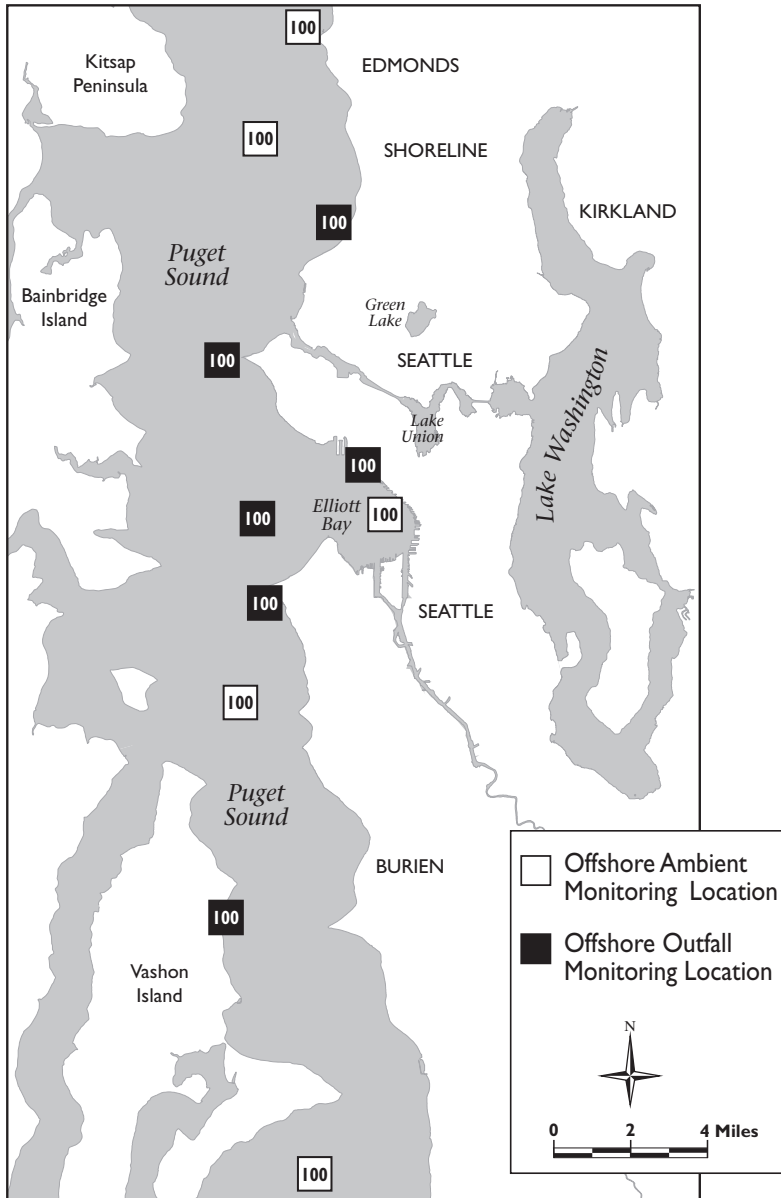 100
EDMONDS
Kitsap
Peninsula
100
SHORELINE
100
KIRKLAND
Puget
Sound
Bainbridge
Island
Green
Lake
100
SEATTLE
Lake Washington
Lake
Union
100
Elliott
Bay
100
100
100
SEATTLE
100
Puget
Sound
BURIEN
100
Vashon
Island
100
Offshore Ambient
Monitoring Location
Offshore Outfall
Monitoring Location
N
0 2 4 Miles